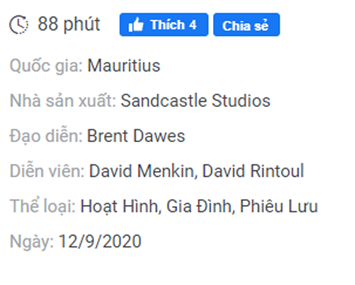 88 phút Thích 4 Chia sẻ
Quốc gia: Mauritius
Nhà sản xuất: Sandcastle Studios
Đạo diễn: Brent Dawes
Diễn viên: David Menkin, David Rintoul
Thể loại: Hoạt Hình, Gia Đình, Phiêu Lưu
Ngày: 12/9/2020